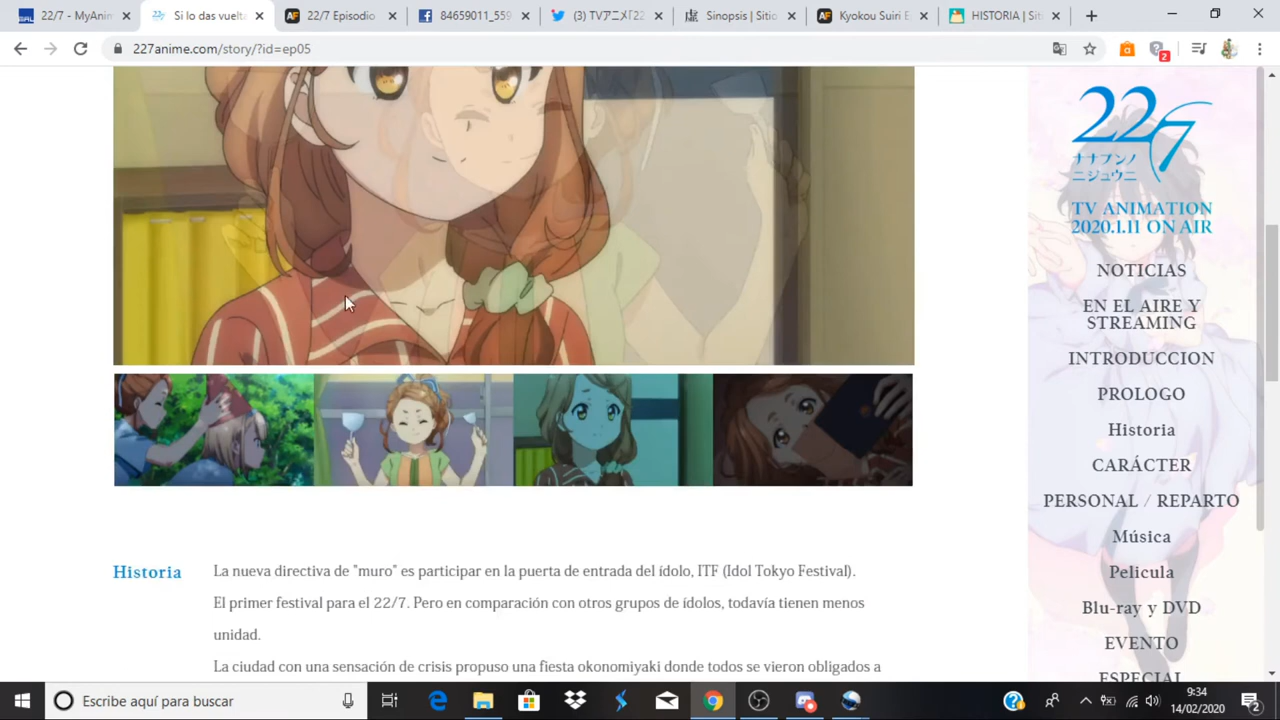 22/7 - MyAnim
Si lo das vuelta
22/7 Episodio
84659011_559
(3) TVアニメ「22
Sinopsis | Sitio
Kyokou Suiri E
HISTORIA | Siti
227anime.com/story/?id=ep05
2
22/7
ナナブンノ
ニジュウニ
TV ANIMATION
2020.1.11 ON AIR
NOTICIAS
EN EL AIRE Y
STREAMING
INTRODUCCION
PROLOGO
Historia
CARÁCTER
PERSONAL / REPARTO
Música
Pelicula
Blu-ray y DVD
EVENTO
ESPECIAL
Historia
La nueva directiva de "muro" es participar en la puerta de entrada del ídolo, ITF (Idol Tokyo Festival).
El primer festival para el 22/7. Pero en comparación con otros grupos de ídolos, todavía tienen menos
unidad.
La ciudad con una sensación de crisis propuso una fiesta okonomiyaki donde todos se vieron obligados a
Escribe aquí para buscar
9:34
14/02/2020
2